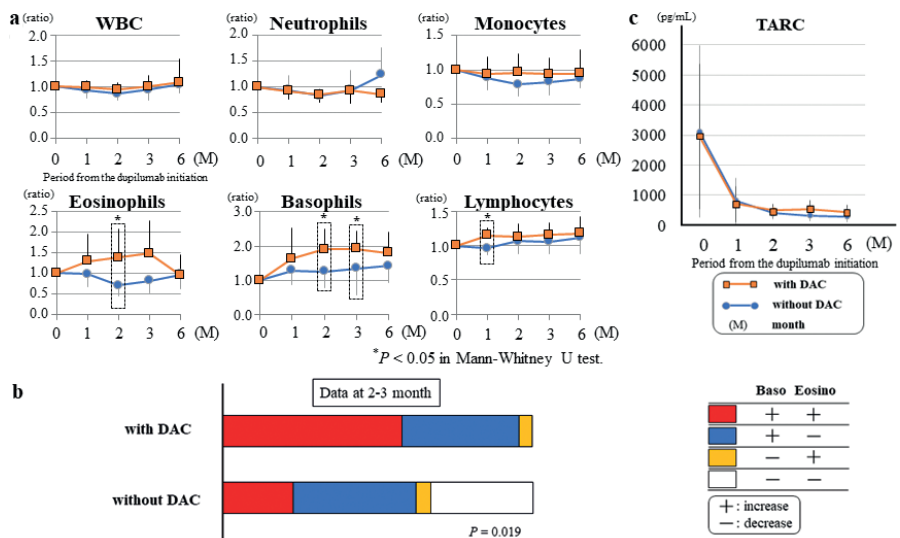 a
(ratio) WBC
2.0
1.5
1.0
0.5
0.0
0 1 2 3 6 (M)
Period from the dupilumab initiation
(ratio) Neutrophils
2.0
1.5
1.0
0.5
0.0
0 1 2 3 6 (M)
(ratio) Monocytes
1.5
1.0
0.5
0.0
0 1 2 3 6 (M)
(ratio) Eosinophils
2.5
2.0
1.5
1.0
0.5
0.0
*
0 1 2 3 6 (M)
(ratio) Basophils
3.0
2.0
1.0
0.0
* *
0 1 2 3 6 (M)
(ratio) Lymphocytes
1.5
1.0
0.5
0.0
*
0 1 2 3 6 (M)
*P < 0.05 in Mann-Whitney U test.
c
(pg/mL) TARC
6000
5000
4000
3000
2000
1000
0
0 1 2 3 6 (M)
Period from the dupilumab initiation
with DAC
without DAC
(M) month
b
Data at 2-3 month
with DAC
without DAC
P = 0.019
Baso Eosino
+ +
+ −
− +
− −
+ : increase
− : decrease